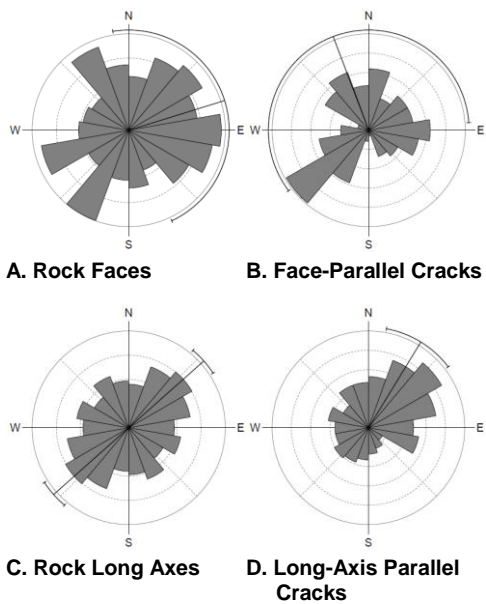 N
N
W
E
W
E
S
S
A. Rock Faces
B. Face-Parallel Cracks
N
N
W
E
W
E
S
S
C. Rock Long Axes
D. Long-Axis Parallel
Cracks